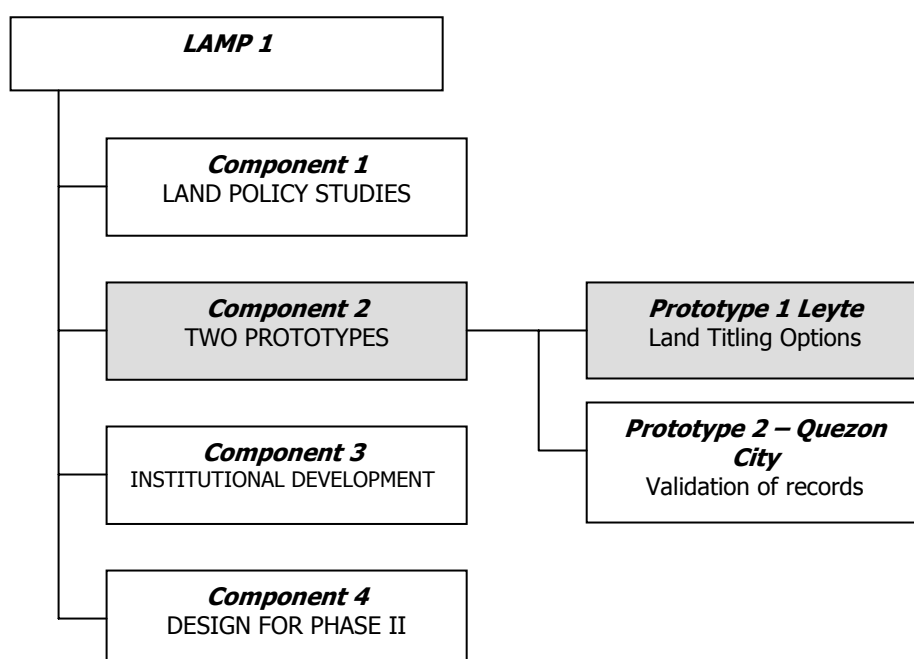 LAMP 1
Component 1
LAND POLICY STUDIES
Component 2
TWO PROTOTYPES
Prototype 1 Leyte
Land Titling Options
Prototype 2 – Quezon
City
Validation of records
Component 3
INSTITUTIONAL DEVELOPMENT
Component 4
DESIGN FOR PHASE II